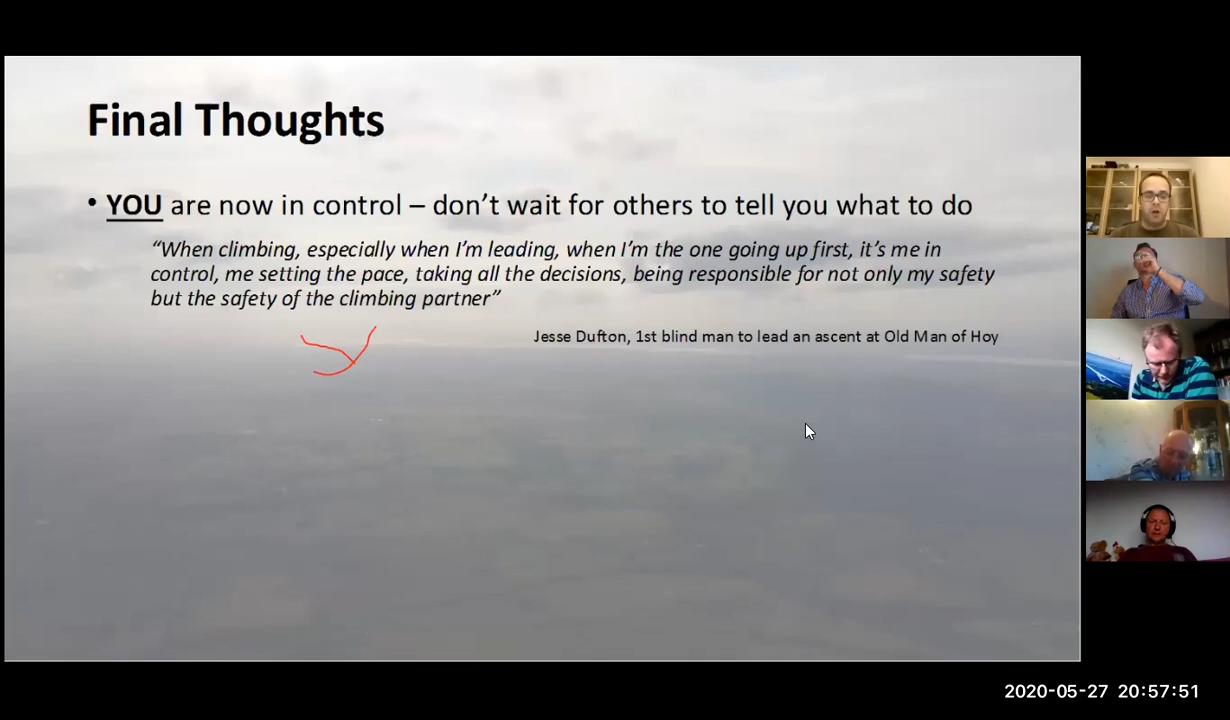 Final Thoughts
• YOU are now in control – don't wait for others to tell you what to do
“When climbing, especially when I'm leading, when I'm the one going up first, it's me in
control, me setting the pace, taking all the decisions, being responsible for not only my safety
but the safety of the climbing partner”
Jesse Dufton, 1st blind man to lead an ascent at Old Man of Hoy
2020-05-27 20:57:51